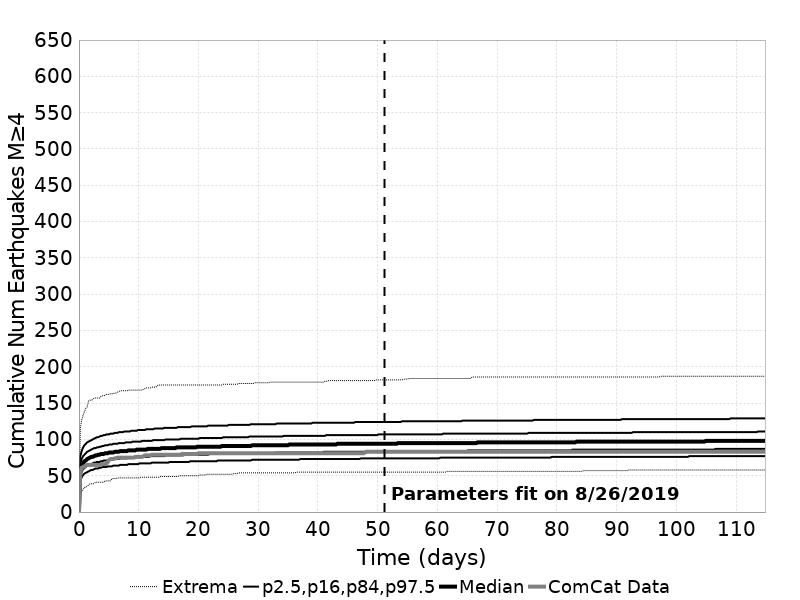 650
600
550
500
450
400
350
300
250
200
150
100
50
0
Cumulative Num Earthquakes M≥4
Parameters fit on 8/26/2019
0 10 20 30 40 50 60 70 80 90 100 110
Time (days)
Extrema p2.5,p16,p84,p97.5 Median ComCat Data